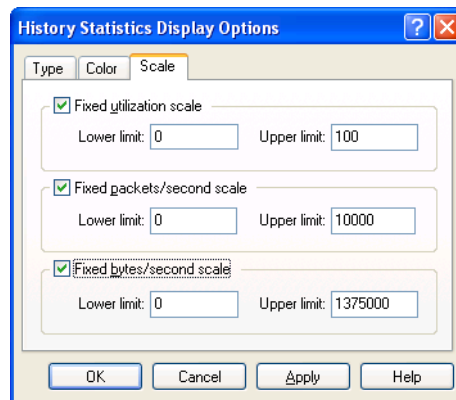 History Statistics Display Options
Type Color Scale
Fixed utilization scale
Lower limit: 0 Upper limit: 100
Fixed packets/second scale
Lower limit: 0 Upper limit: 10000
Fixed bytes/second scale
Lower limit: 0 Upper limit: 1375000
OK Cancel Apply Help